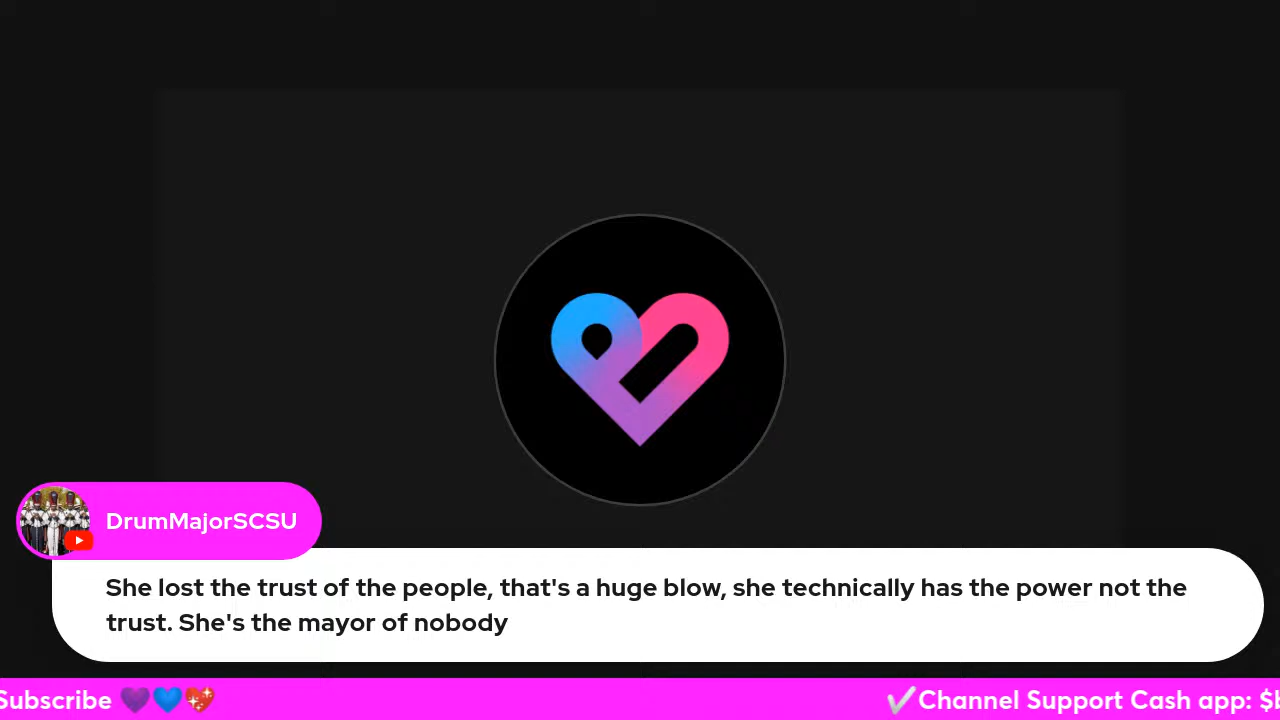 DrumMajorSCSU
She lost the trust of the people, that's a huge blow, she technically has the power not the
trust. She's the mayor of nobody
Subscribe 💜💙💖 ✔Channel Support Cash app: